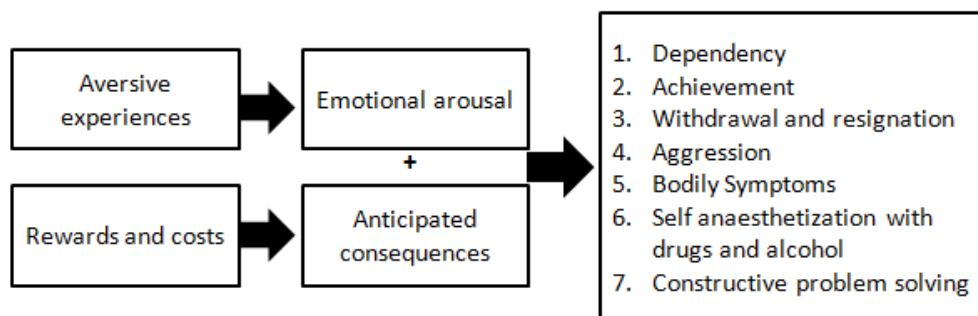 Aversive
experiences
Emotional arousal
+
Rewards and costs
Anticipated
consequences
1. Dependency
2. Achievement
3. Withdrawal and resignation
4. Aggression
5. Bodily Symptoms
6. Self anaesthetization with
drugs and alcohol
7. Constructive problem solving